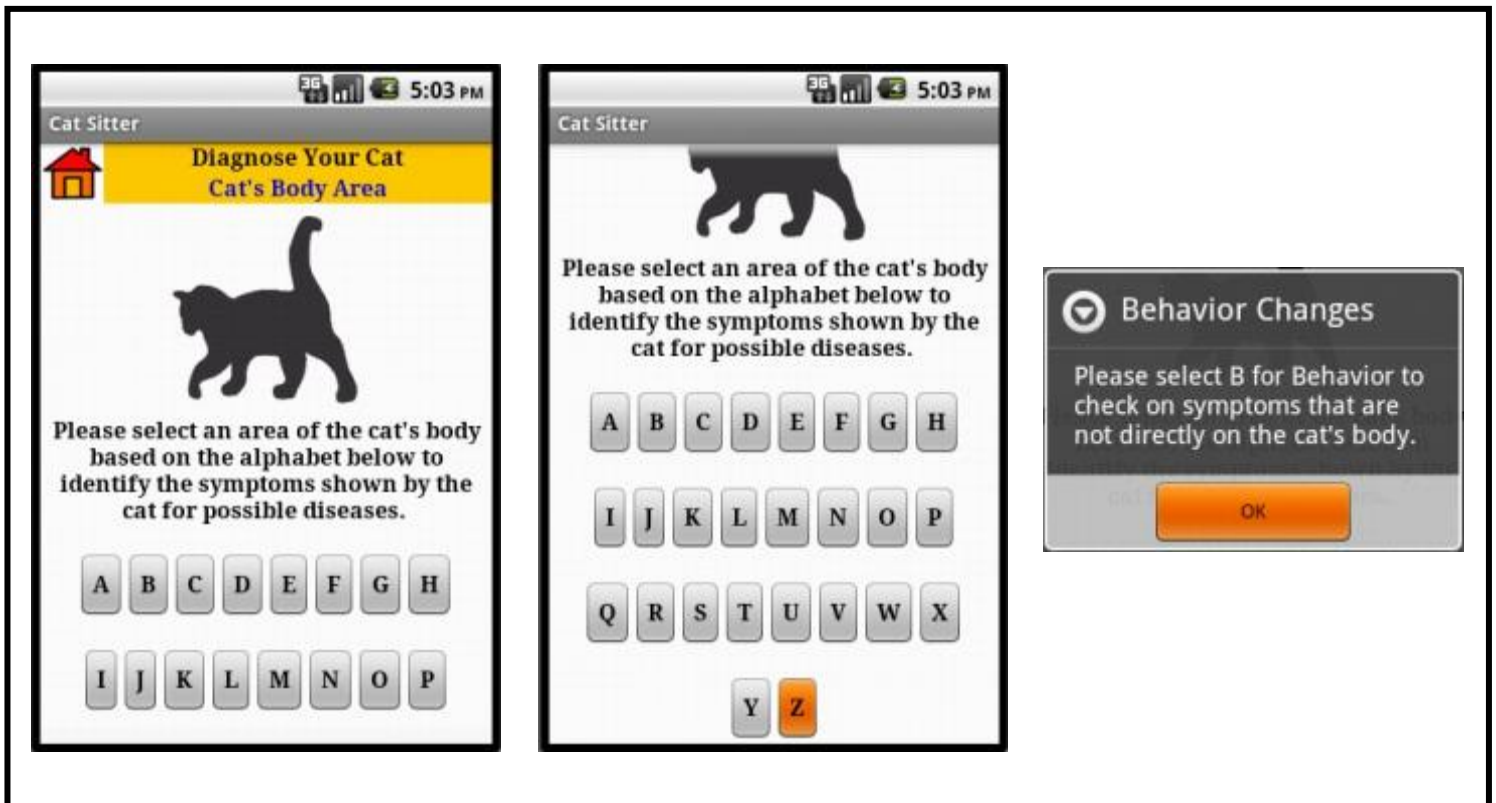 3G
5:03 PM
Cat Sitter
Diagnose Your Cat
Cat's Body Area
Please select an area of the cat's body
based on the alphabet below to
identify the symptoms shown by the
cat for possible diseases.
A B C D E F G H
I J K L M N O P
3G
5:03 PM
Cat Sitter
Please select an area of the cat's body
based on the alphabet below to
identify the symptoms shown by the
cat for possible diseases.
A B C D E F G H
I J K L M N O P
Q R S T U V W X
Y Z
Behavior Changes
Please select B for Behavior to
check on symptoms that are
not directly on the cat's body.
OK